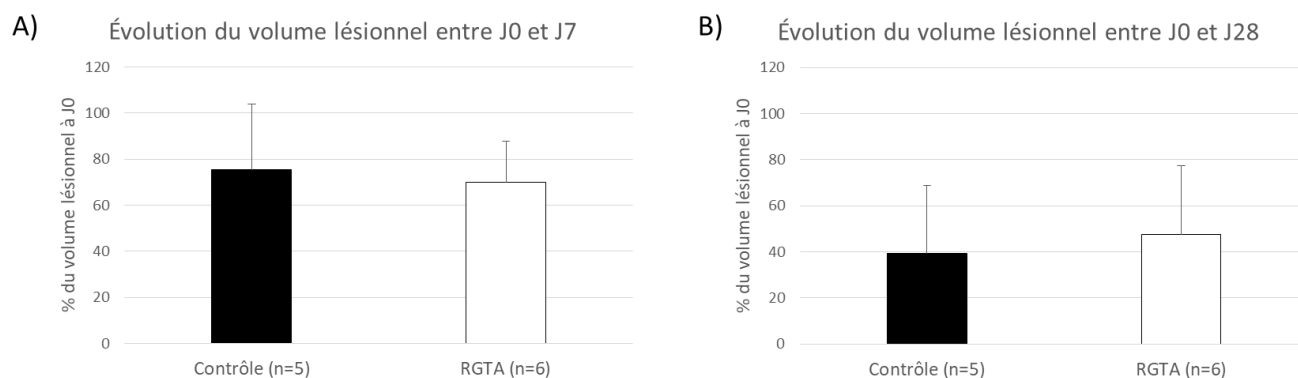 A)
Évolution du volume lésionnel entre J0 et J7
% du volume lésionnel à J0
120
100
80
60
40
20
0
Contrôle (n=5)
RGTA (n=6)
B)
Évolution du volume lésionnel entre J0 et J28
% du volume lésionnel à J0
120
100
80
60
40
20
0
Contrôle (n=5)
RGTA (n=6)